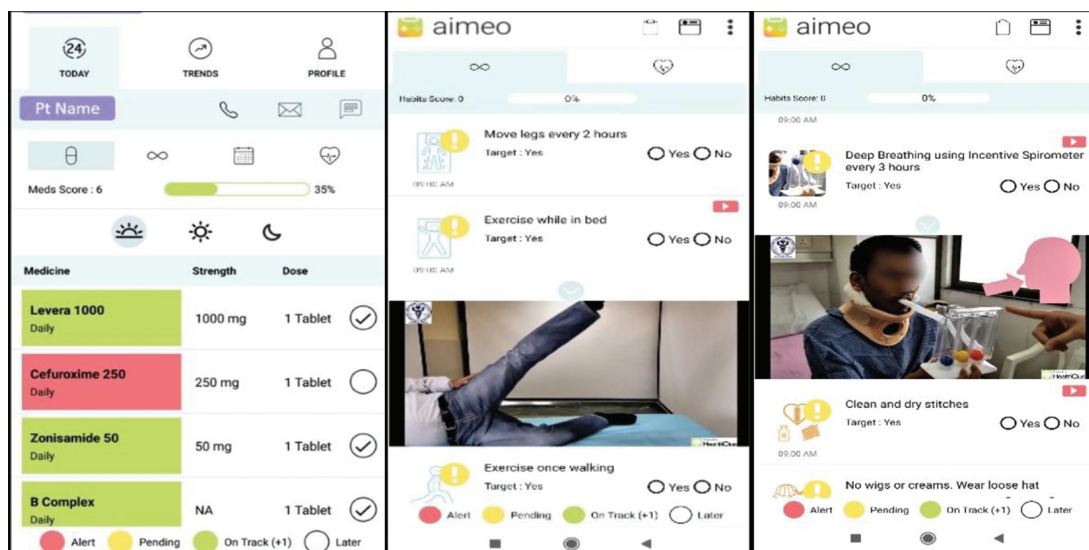 24
TODAY
TRENDS
PROFILE
Pt Name
Meds Score : 6
35%
Medicine
Strength
Dose
Levera 1000
Daily
1000 mg
1 Tablet
Cefuroxime 250
Daily
250 mg
1 Tablet
Zonisamide 50
Daily
50 mg
1 Tablet
B Complex
Daily
NA
1 Tablet
Alert
Pending
On Track (+1)
Later
aimeo
Habits Score: 0
0%
Move legs every 2 hours
Target : Yes
Yes
No
09:00 AM
Exercise while in bed
Target : Yes
Yes
No
09:00 AM
HealthClue
Exercise once walking
Target : Yes
Yes
No
Alert
Pending
On Track (+1)
Later
aimeo
Habits Score: 0
0%
09:00 AM
Deep Breathing using Incentive Spirometer
every 3 hours
Target : Yes
Yes
No
09:00 AM
Clean and dry stitches
Target : Yes
Yes
No
09:00 AM
No wigs or creams. Wear loose hat
Alert
Pending
On Track (+1)
Later